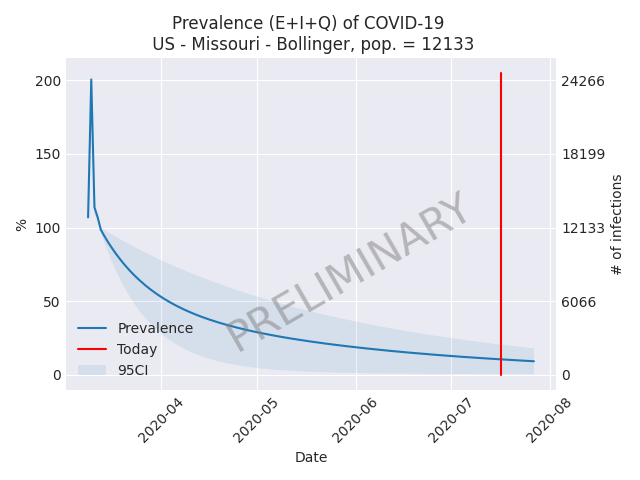 Prevalence (E+I+Q) of COVID-19
US - Missouri - Bollinger, pop. = 12133
200
150
100
50
0
%
24266
18199
12133
6066
0
# of infections
PRELIMINARY
Prevalence
Today
95CI
2020-04
2020-05
2020-06
2020-07
2020-08
Date